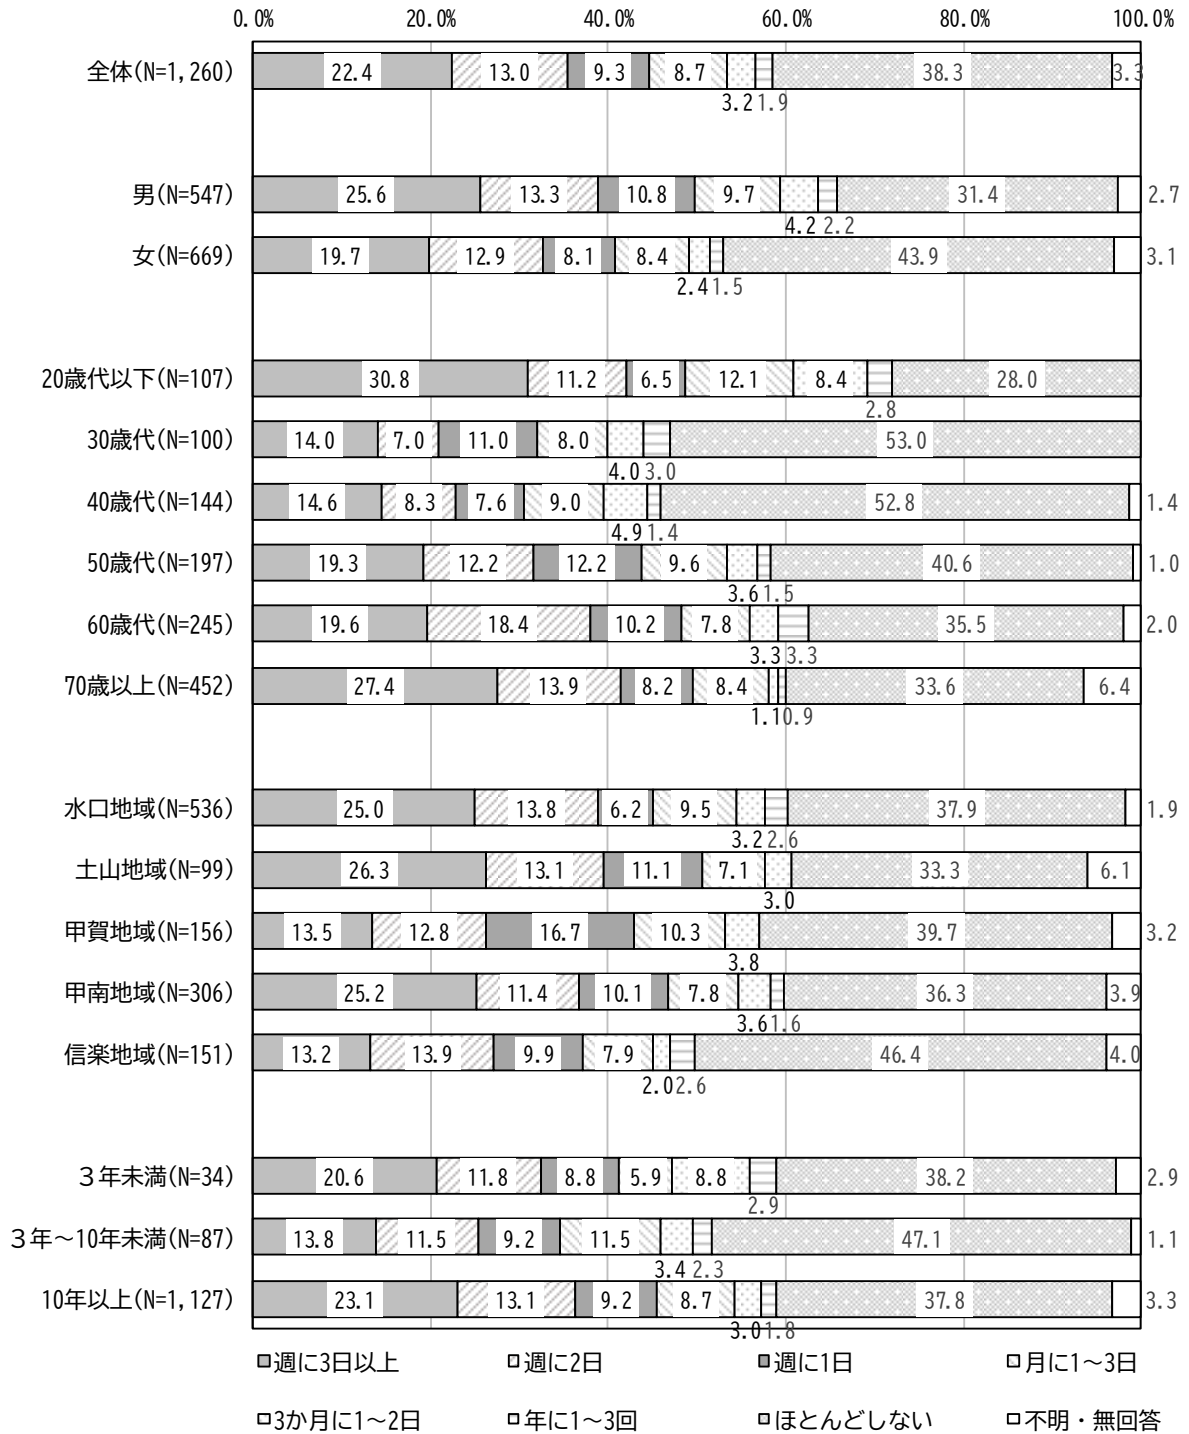 0.0% 20.0% 40.0% 60.0% 80.0% 100.0%
全体(N=1,260) 22.4 13.0 9.3 8.7 38.3 3.3
3.2 1.9
男(N=547) 25.6 13.3 10.8 9.7 31.4 2.7
4.2 2.2
女(N=669) 19.7 12.9 8.1 8.4 43.9 3.1
2.4 1.5
20歳代以下(N=107) 30.8 11.2 6.5 12.1 8.4 28.0
2.8
30歳代(N=100) 14.0 7.0 11.0 8.0 53.0
4.0 3.0
40歳代(N=144) 14.6 8.3 7.6 9.0 52.8 1.4
4.9 1.4
50歳代(N=197) 19.3 12.2 12.2 9.6 40.6 1.0
3.6 1.5
60歳代(N=245) 19.6 18.4 10.2 7.8 35.5 2.0
3.3 3.3
70歳以上(N=452) 27.4 13.9 8.2 8.4 33.6 6.4
1.1 0.9
水口地域(N=536) 25.0 13.8 6.2 9.5 37.9 1.9
3.2 2.6
土山地域(N=99) 26.3 13.1 11.1 7.1 33.3 6.1
3.0
甲賀地域(N=156) 13.5 12.8 16.7 10.3 39.7 3.2
3.8
甲南地域(N=306) 25.2 11.4 10.1 7.8 36.3 3.9
3.6 1.6
信楽地域(N=151) 13.2 13.9 9.9 7.9 46.4 4.0
2.0 2.6
３年未満(N=34) 20.6 11.8 8.8 5.9 8.8 38.2 2.9
2.9
３年～10年未満(N=87) 13.8 11.5 9.2 11.5 47.1 1.1
3.4 2.3
10年以上(N=1,127) 23.1 13.1 9.2 8.7 37.8 3.3
3.0 1.8
週に3日以上 週に2日 週に1日 月に1～3日
3か月に1～2日 年に1～3回 ほとんどしない 不明・無回答